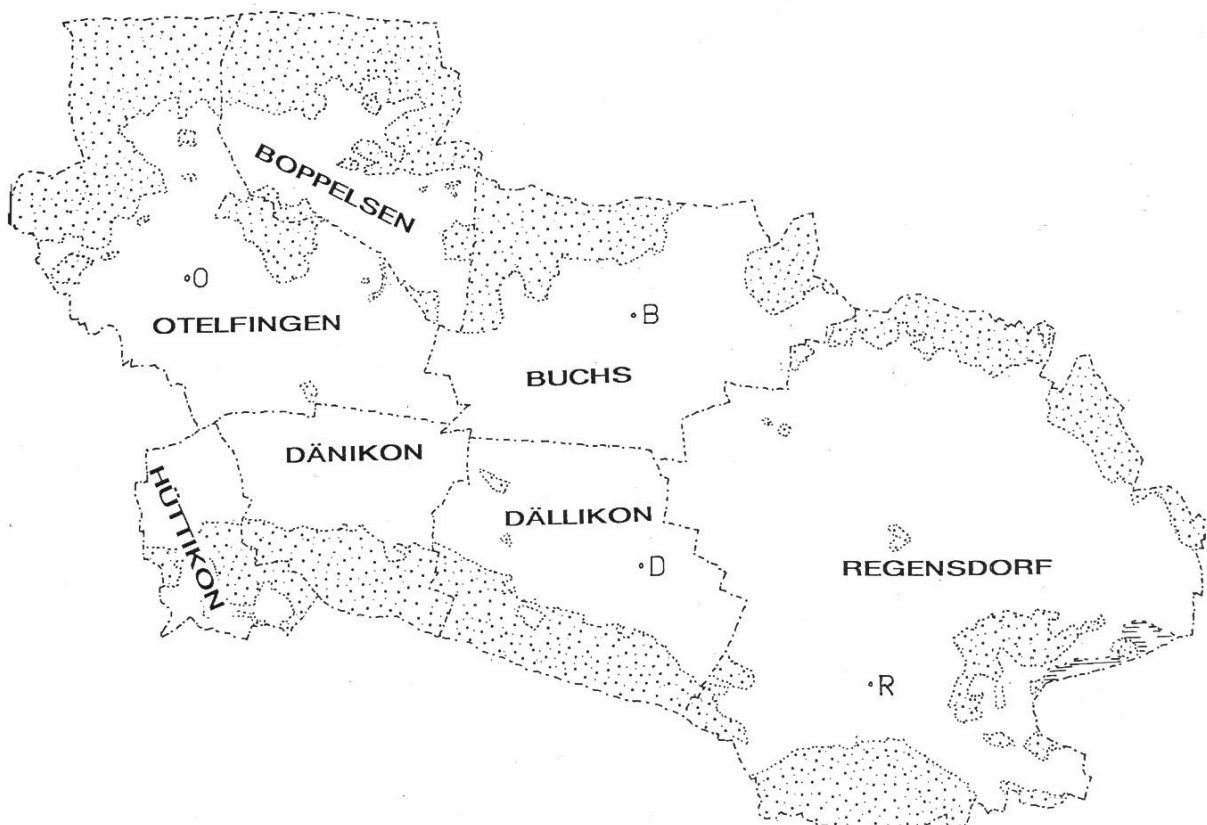 BOPPELSEN
O
OTELFINGEN
B
BUCHS
DÄNIKON
HÜTTIKON
DÄLLIKON
D
REGENSDORF
R